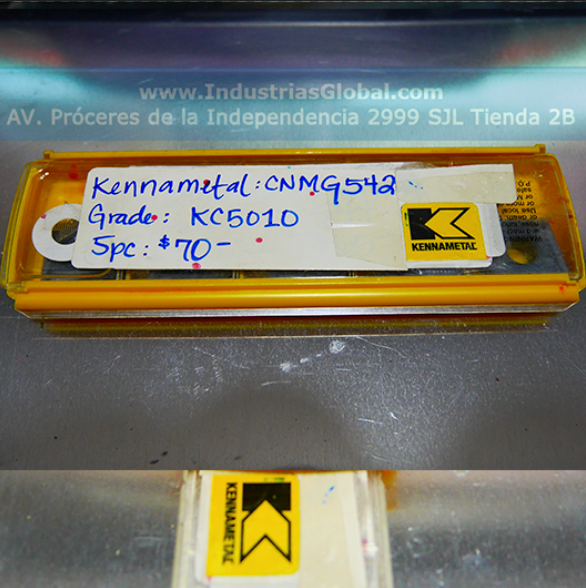 www.IndustriasGlobal.com
AV. Próceres de la Independencia 2999 SJL Tienda 2B
Kennametal: CNMG542
Grade: KC5010
5pc: $70-
KENNAMETAL
WARNING
KENNAMETAL